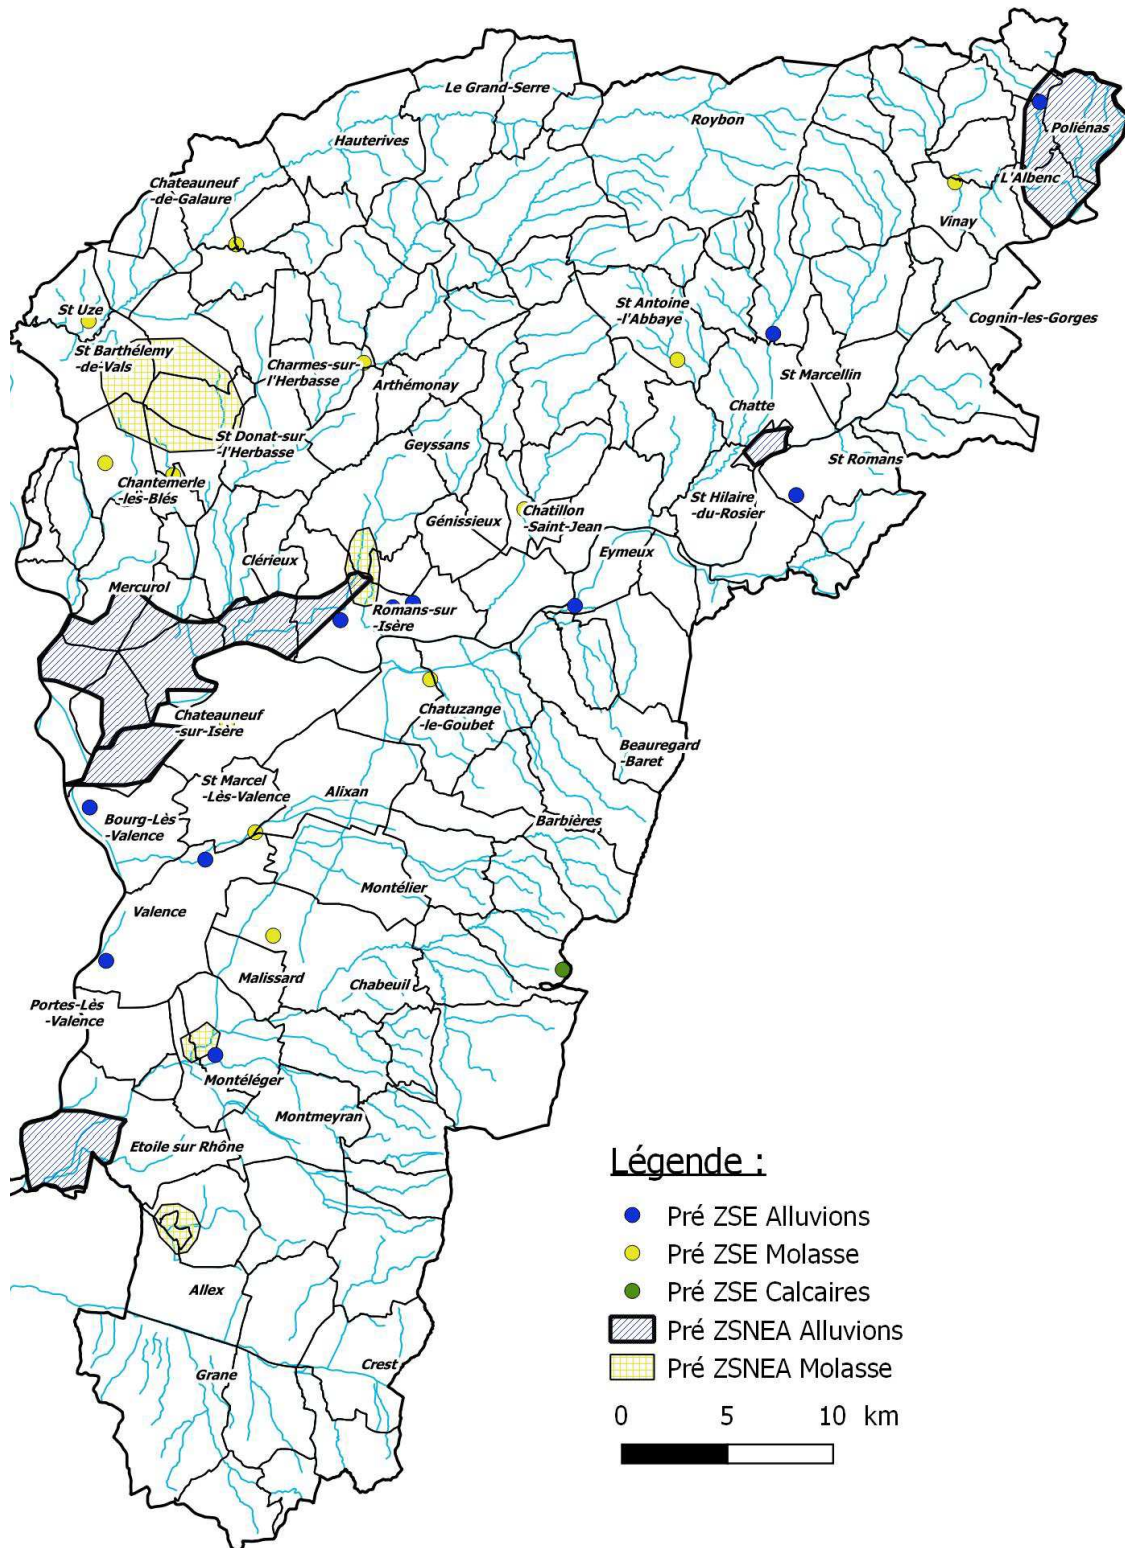 Le Grand-Serre
Roybon
Poliénas
Hauterives
L'Albenc
Chateauneuf
-de-Galaure
Vinay
St Uze
St Antoine
-l'Abbaye
Cognin-les-Gorges
St Barthélemy
-de-Vals
Charmes-sur-
l'Herbasse
Arthémonay
St Marcellin
Chatte
St Donat-sur
-l'Herbasse
Geyssans
St Romans
Chantemerle
-les-Blés
St Hilaire
-du-Rosier
Génissieux
Chatillon
-Saint-Jean
Clérieux
Eymeux
Mercurol
Romans-sur
-Isère
Chateauneuf
-sur-Isère
Chatuzange
-le-Goubet
Beauregard
-Baret
St Marcel
-Lès-Valence
Alixan
Bourg-Lès
-Valence
Barbières
Montélier
Valence
Malissard
Chabeuil
Portes-Lès
-Valence
Montéléger
Montmeyran
Etoile sur Rhône
Allex
Crest
Grane
Légende :
Pré ZSE Alluvions
Pré ZSE Molasse
Pré ZSE Calcaires
Pré ZSNEA Alluvions
Pré ZSNEA Molasse
0 5 10 km